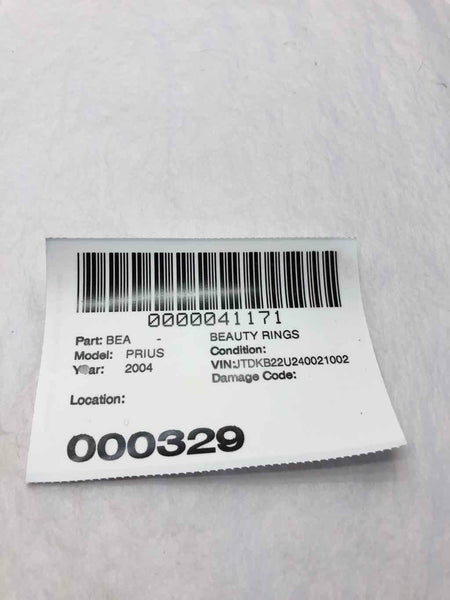 0000041171
Part: BEA - BEAUTY RINGS
Model: PRIUS Condition:
Year: 2004 VIN:JTDKB22U240021002
Damage Code:
Location:
000329